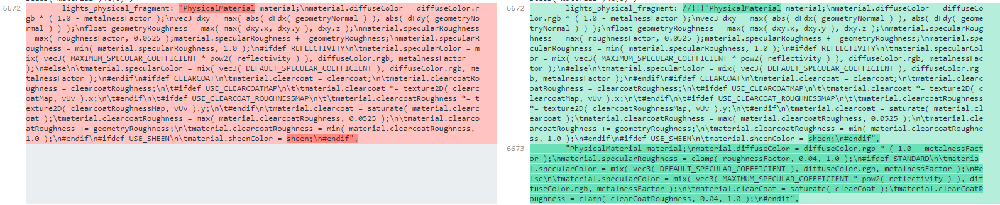 6672 lights_physical_fragment: "PhysicalMaterial material;\nmaterial.diffuseColor = diffuseColor.r
gb * ( 1.0 - metalnessFactor );\nvec3 dxy = max( abs( dFdx( geometryNormal ) ), abs( dFdy( geometryNo
rmal ) ) );\nfloat geometryRoughness = max( max( dxy.x, dxy.y ), dxy.z );\nmaterial.specularRoughness
= max( roughnessFactor, 0.0525 );material.specularRoughness += geometryRoughness;\nmaterial.specularR
oughness = min( material.specularRoughness, 1.0 );\n#ifdef REFLECTIVITY\n\tmaterial.specularColor = m
ix( vec3( MAXIMUM_SPECULAR_COEFFICIENT * pow2( reflectivity ) ), diffuseColor.rgb, metalnessFactor
);\n#else\n\tmaterial.specularColor = mix( vec3( DEFAULT_SPECULAR_COEFFICIENT ), diffuseColor.rgb, me
talnessFactor );\n#endif\n#ifdef CLEARCOAT\n\tmaterial.clearcoat = clearcoat;\n\tmaterial.clearcoatRo
ughness = clearcoatRoughness;\n\t#ifdef USE_CLEARCOATMAP\n\t\tmaterial.clearcoat *= texture2D( clearc
oatMap, vUv ).x;\n\t#endif\n\t#ifdef USE_CLEARCOAT_ROUGHNESSMAP\n\t\tmaterial.clearcoatRoughness *= t
exture2D( clearcoatRoughnessMap, vUv ).y;\n\t#endif\n\tmaterial.clearcoat = saturate( material.clearc
oat );\tmaterial.clearcoatRoughness = max( material.clearcoatRoughness, 0.0525 );\n\tmaterial.clearco
atRoughness += geometryRoughness;\n\tmaterial.clearcoatRoughness = min( material.clearcoatRoughness,
1.0 );\n#endif\n#ifdef USE_SHEEN\n\tmaterial.sheenColor = sheen;\n#endif",
6672 lights_physical_fragment: //!!!"PhysicalMaterial material;\nmaterial.diffuseColor = diffuseCo
lor.rgb * ( 1.0 - metalnessFactor );\nvec3 dxy = max( abs( dFdx( geometryNormal ) ), abs( dFdy( geome
tryNormal ) ) );\nfloat geometryRoughness = max( max( dxy.x, dxy.y ), dxy.z );\nmaterial.specularRoug
hness = max( roughnessFactor, 0.0525 );material.specularRoughness += geometryRoughness;\nmaterial.spe
cularRoughness = min( material.specularRoughness, 1.0 );\n#ifdef REFLECTIVITY\n\tmaterial.specularCol
or = mix( vec3( MAXIMUM_SPECULAR_COEFFICIENT * pow2( reflectivity ) ), diffuseColor.rgb, metalnessFac
tor );\n#else\n\tmaterial.specularColor = mix( vec3( DEFAULT_SPECULAR_COEFFICIENT ), diffuseColor.rg
b, metalnessFactor );\n#endif\n#ifdef CLEARCOAT\n\tmaterial.clearcoat = clearcoat;\n\tmaterial.clearc
oatRoughness = clearcoatRoughness;\n\t#ifdef USE_CLEARCOATMAP\n\t\tmaterial.clearcoat *= texture2D( c
learcoatMap, vUv ).x;\n\t#endif\n\t#ifdef USE_CLEARCOAT_ROUGHNESSMAP\n\t\tmaterial.clearcoatRoughness
*= texture2D( clearcoatRoughnessMap, vUv ).y;\n\t#endif\n\tmaterial.clearcoat = saturate( material.cl
earcoat );\tmaterial.clearcoatRoughness = max( material.clearcoatRoughness, 0.0525 );\n\tmaterial.cle
arcoatRoughness += geometryRoughness;\n\tmaterial.clearcoatRoughness = min( material.clearcoatRoughne
ss, 1.0 );\n#endif\n#ifdef USE_SHEEN\n\tmaterial.sheenColor = sheen;\n#endif",
6673 "PhysicalMaterial material;\nmaterial.diffuseColor = diffuseColor.rgb * ( 1.0 - metalnessFact
or );\nmaterial.specularRoughness = clamp( roughnessFactor, 0.04, 1.0 );\n#ifdef STANDARD\n\tmateria
l.specularColor = mix( vec3( DEFAULT_SPECULAR_COEFFICIENT ), diffuseColor.rgb, metalnessFactor );\n#e
lse\n\tmaterial.specularColor = mix( vec3( MAXIMUM_SPECULAR_COEFFICIENT * pow2( reflectivity ) ), dif
fuseColor.rgb, metalnessFactor );\n\tmaterial.clearCoat = saturate( clearCoat );\tmaterial.clearCoatR
oughness = clamp( clearCoatRoughness, 0.04, 1.0 );\n#endif",